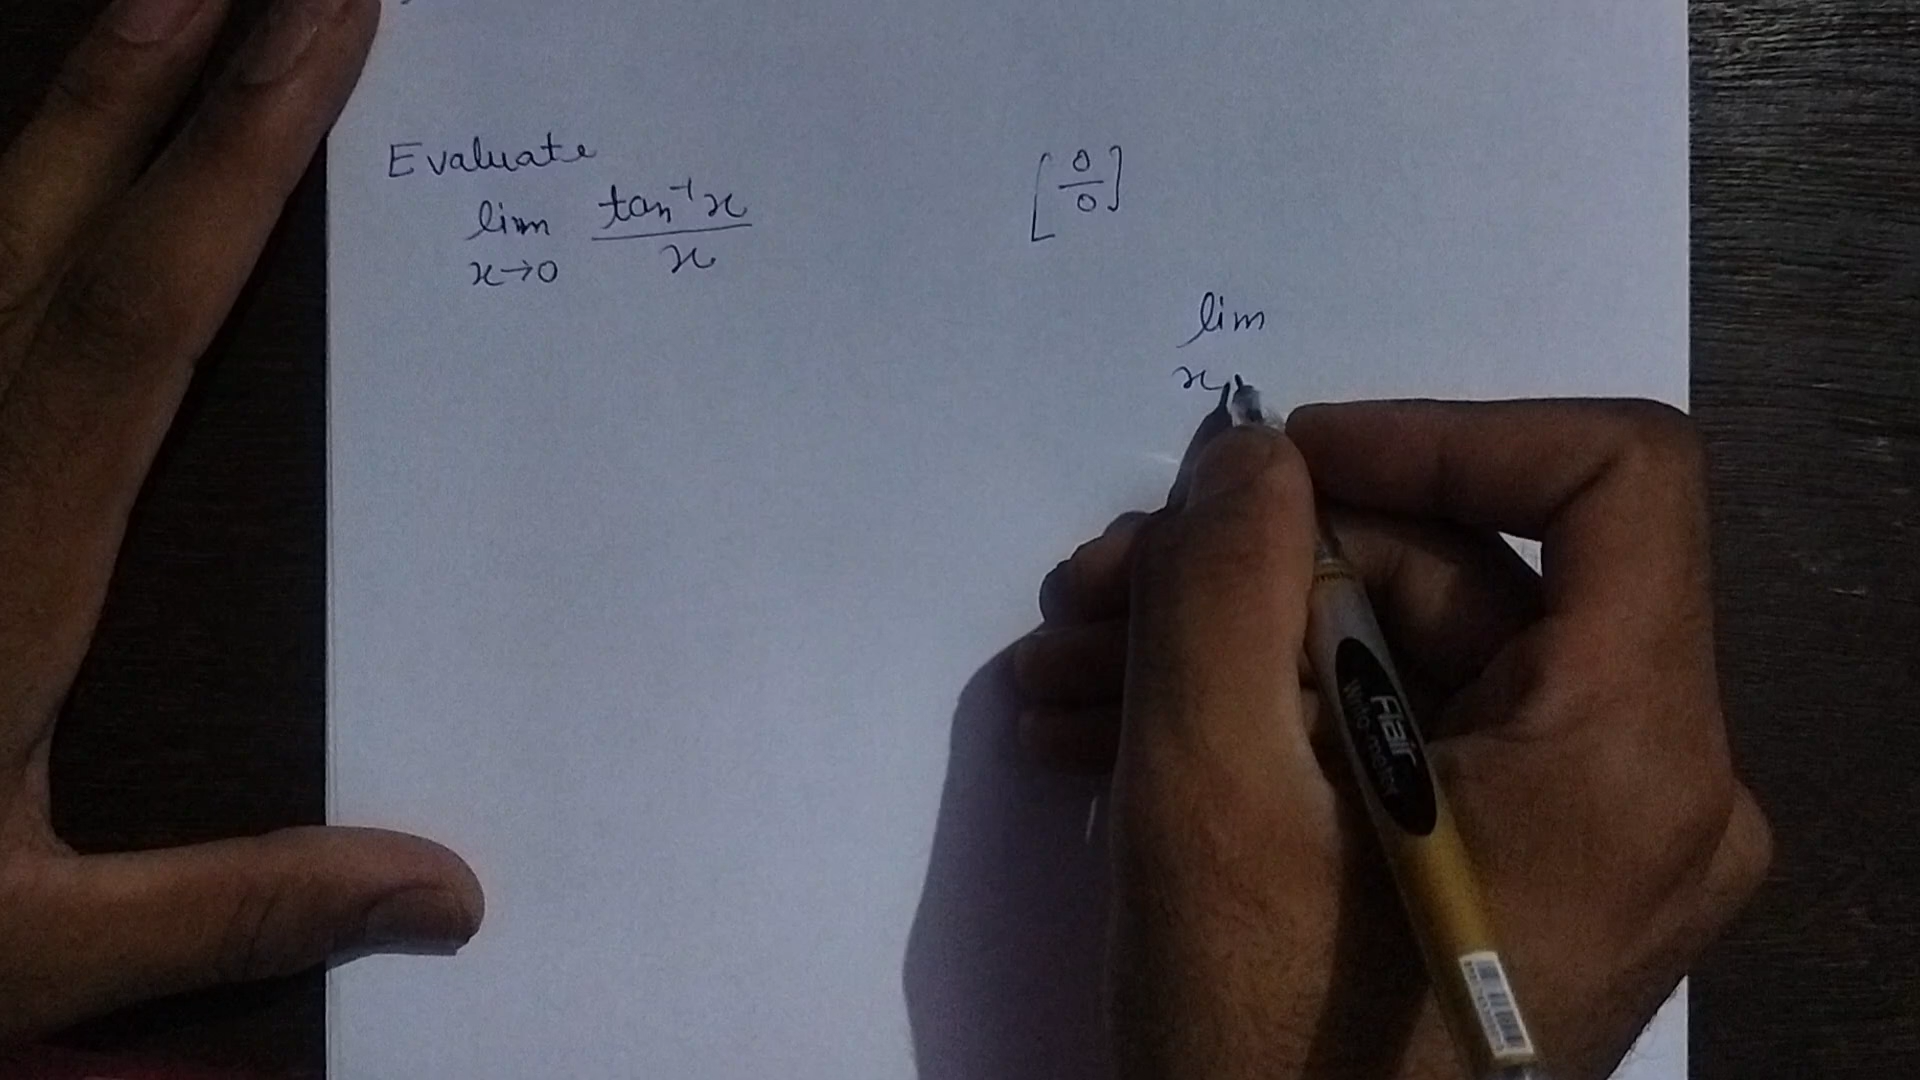 Evaluate
lim tan⁻¹x / x
x→0
[0/0]
lim
x
Flair